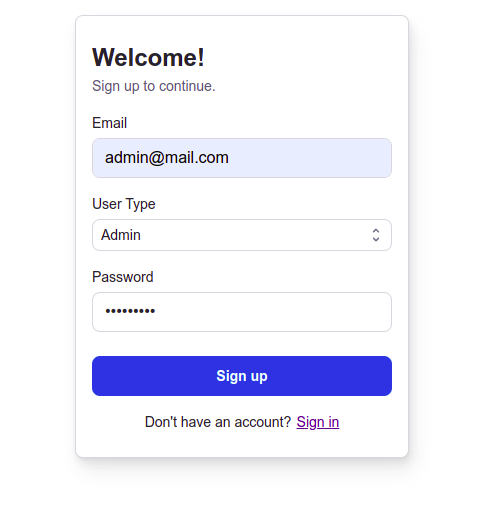 Welcome!
Sign up to continue.
Email
admin@mail.com
User Type
Admin
Password
•••••••••
Sign up
Don't have an account? Sign in